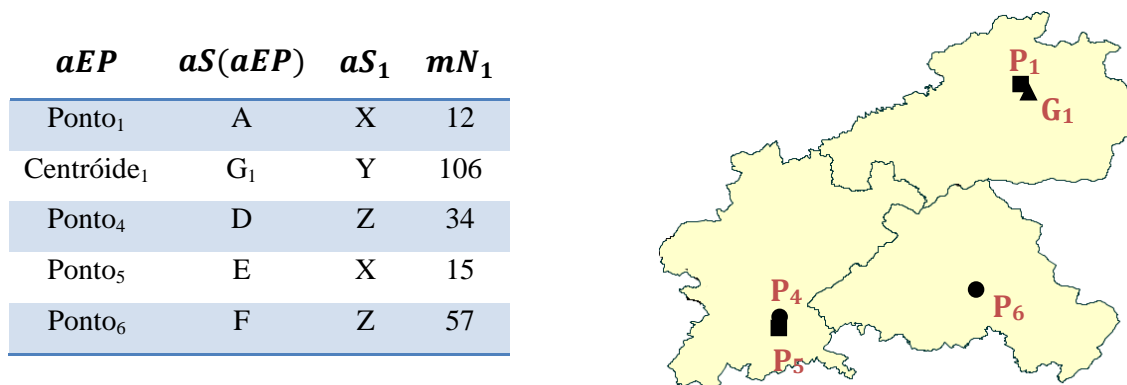 aEP aS(aEP) aS₁ mN₁
Ponto₁ A X 12
Centróide₁ G₁ Y 106
Ponto₄ D Z 34
Ponto₅ E X 15
Ponto₆ F Z 57
P₁
G₁
P₄
P₆
P₅